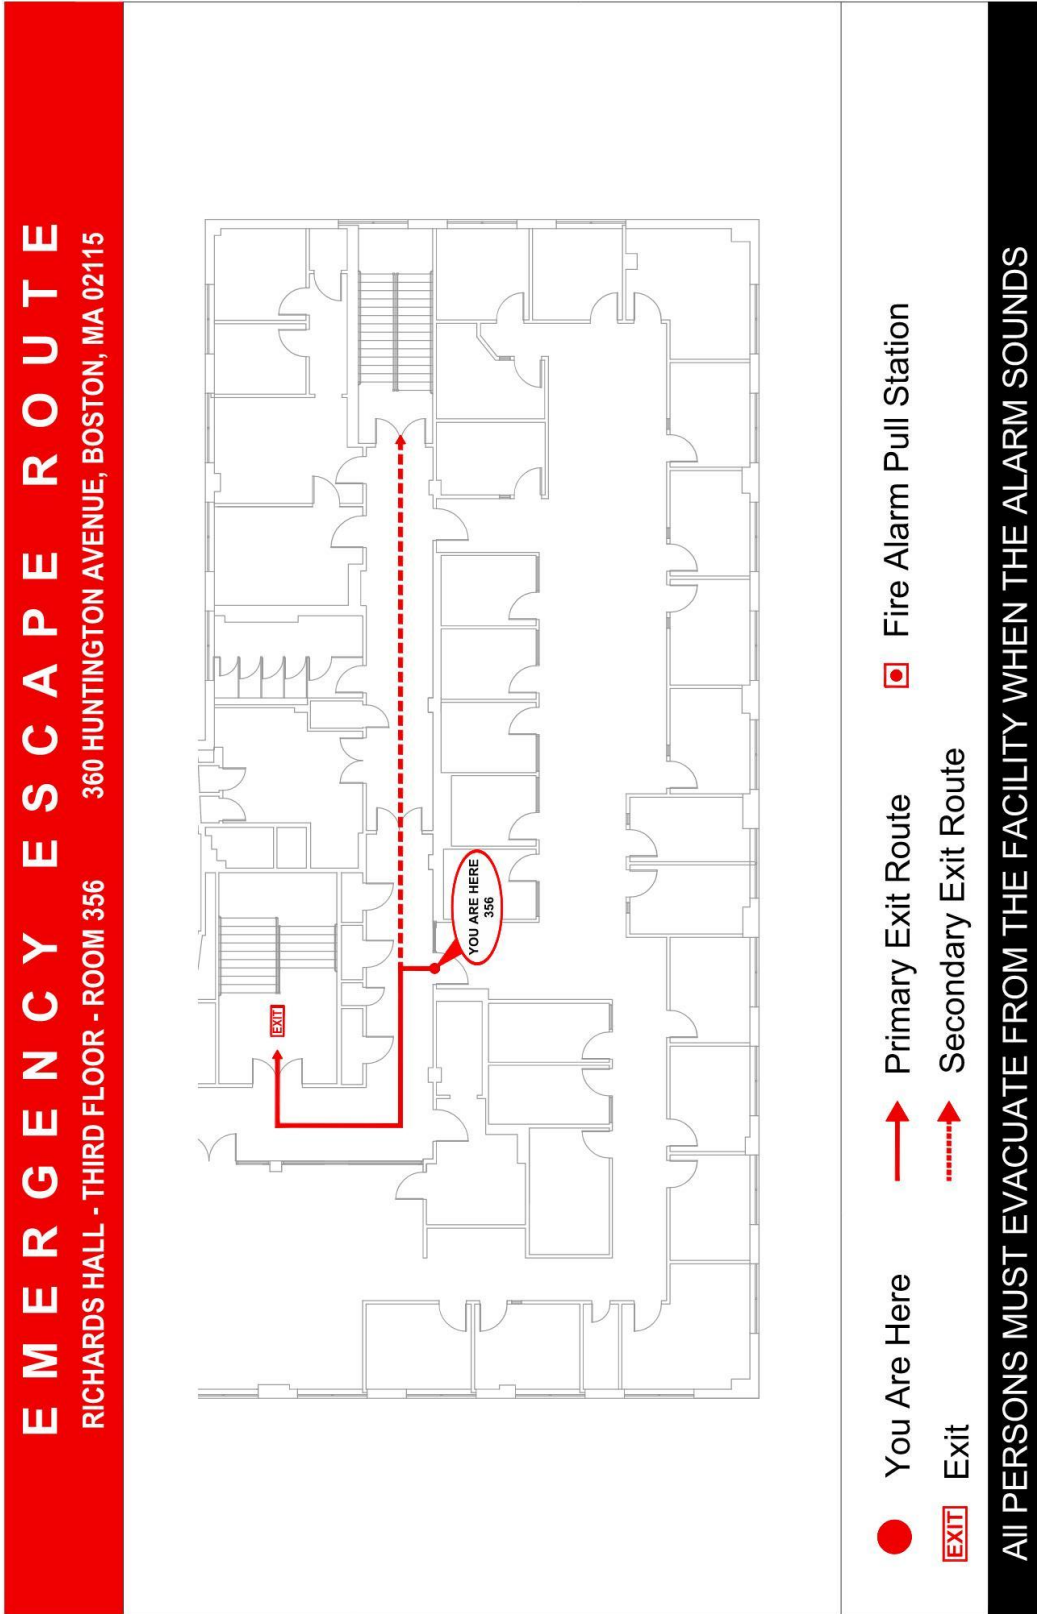 EMERGENCY ESCAPE ROUTE
RICHARDS HALL - THIRD FLOOR - ROOM 356 360 HUNTINGTON AVENUE, BOSTON, MA 02115
EXIT
YOU ARE HERE
356
You Are Here
Primary Exit Route
Fire Alarm Pull Station
EXIT Exit
Secondary Exit Route
All PERSONS MUST EVACUATE FROM THE FACILITY WHEN THE ALARM SOUNDS